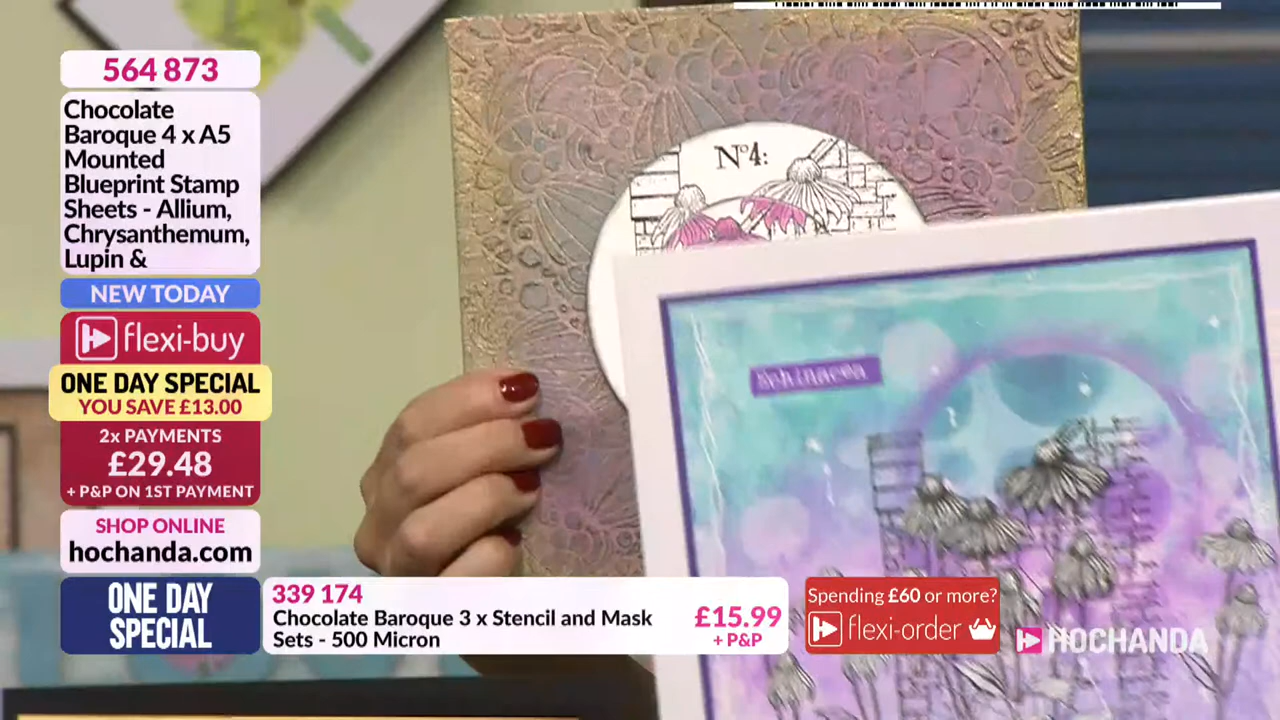 564 873
Chocolate
Baroque 4 x A5
Mounted
Blueprint Stamp
Sheets - Allium,
Chrysanthemum,
Lupin &
NEW TODAY
flexi-buy
ONE DAY SPECIAL
YOU SAVE £13.00
2x PAYMENTS
£29.48
+ P&P ON 1ST PAYMENT
SHOP ONLINE
hochanda.com
ONE DAY
SPECIAL
339 174
Chocolate Baroque 3 x Stencil and Mask
Sets - 500 Micron
£15.99
+ P&P
Spending £60 or more?
flexi-order
HOCHANDA
Nº4:
Echinacea